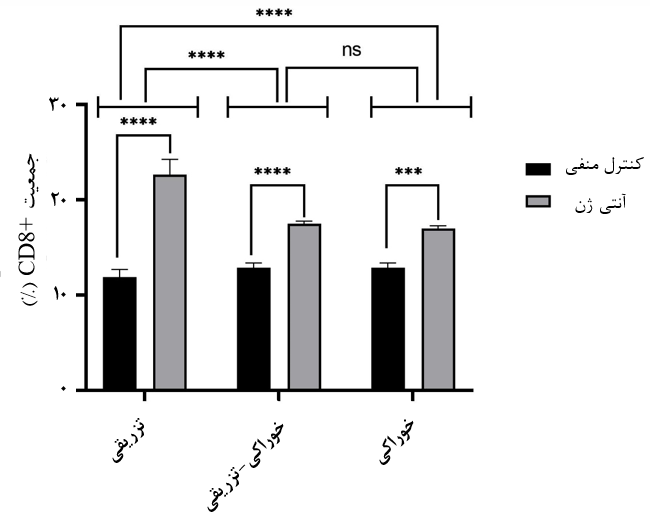 ****
****
ns
****
****
***
۳۰
۲۰
۱۰
۰
جمعیت CD8+ (٪)
تزریقی
خوراکی-تزریقی
خوراکی
کنترل منفی
آنتی ژن